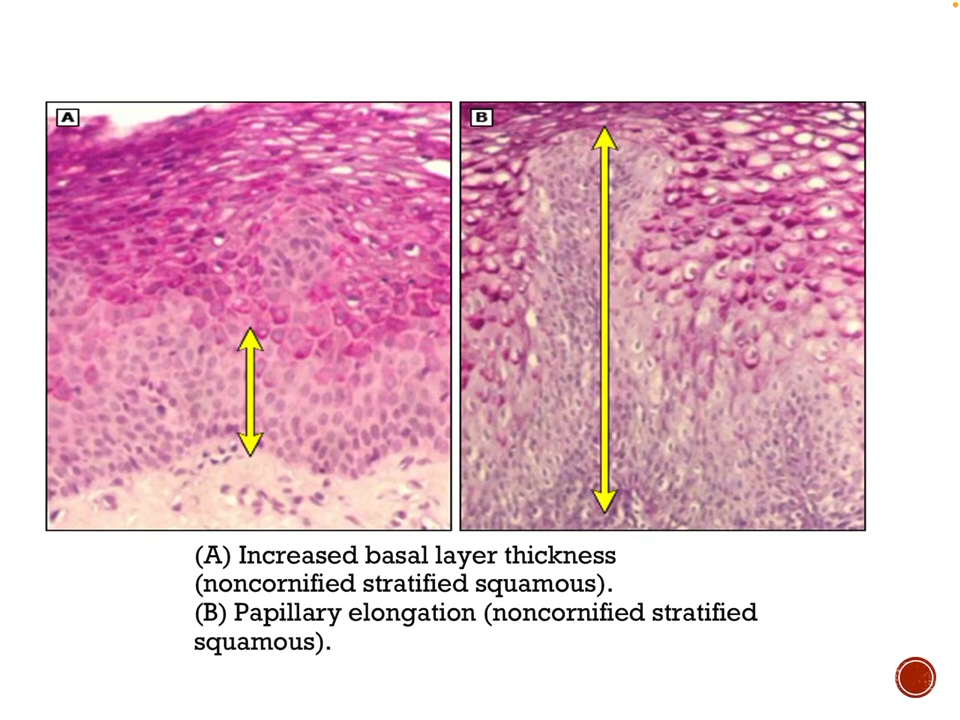 A
B
(A) Increased basal layer thickness
(noncornified stratified squamous).
(B) Papillary elongation (noncornified stratified
squamous).